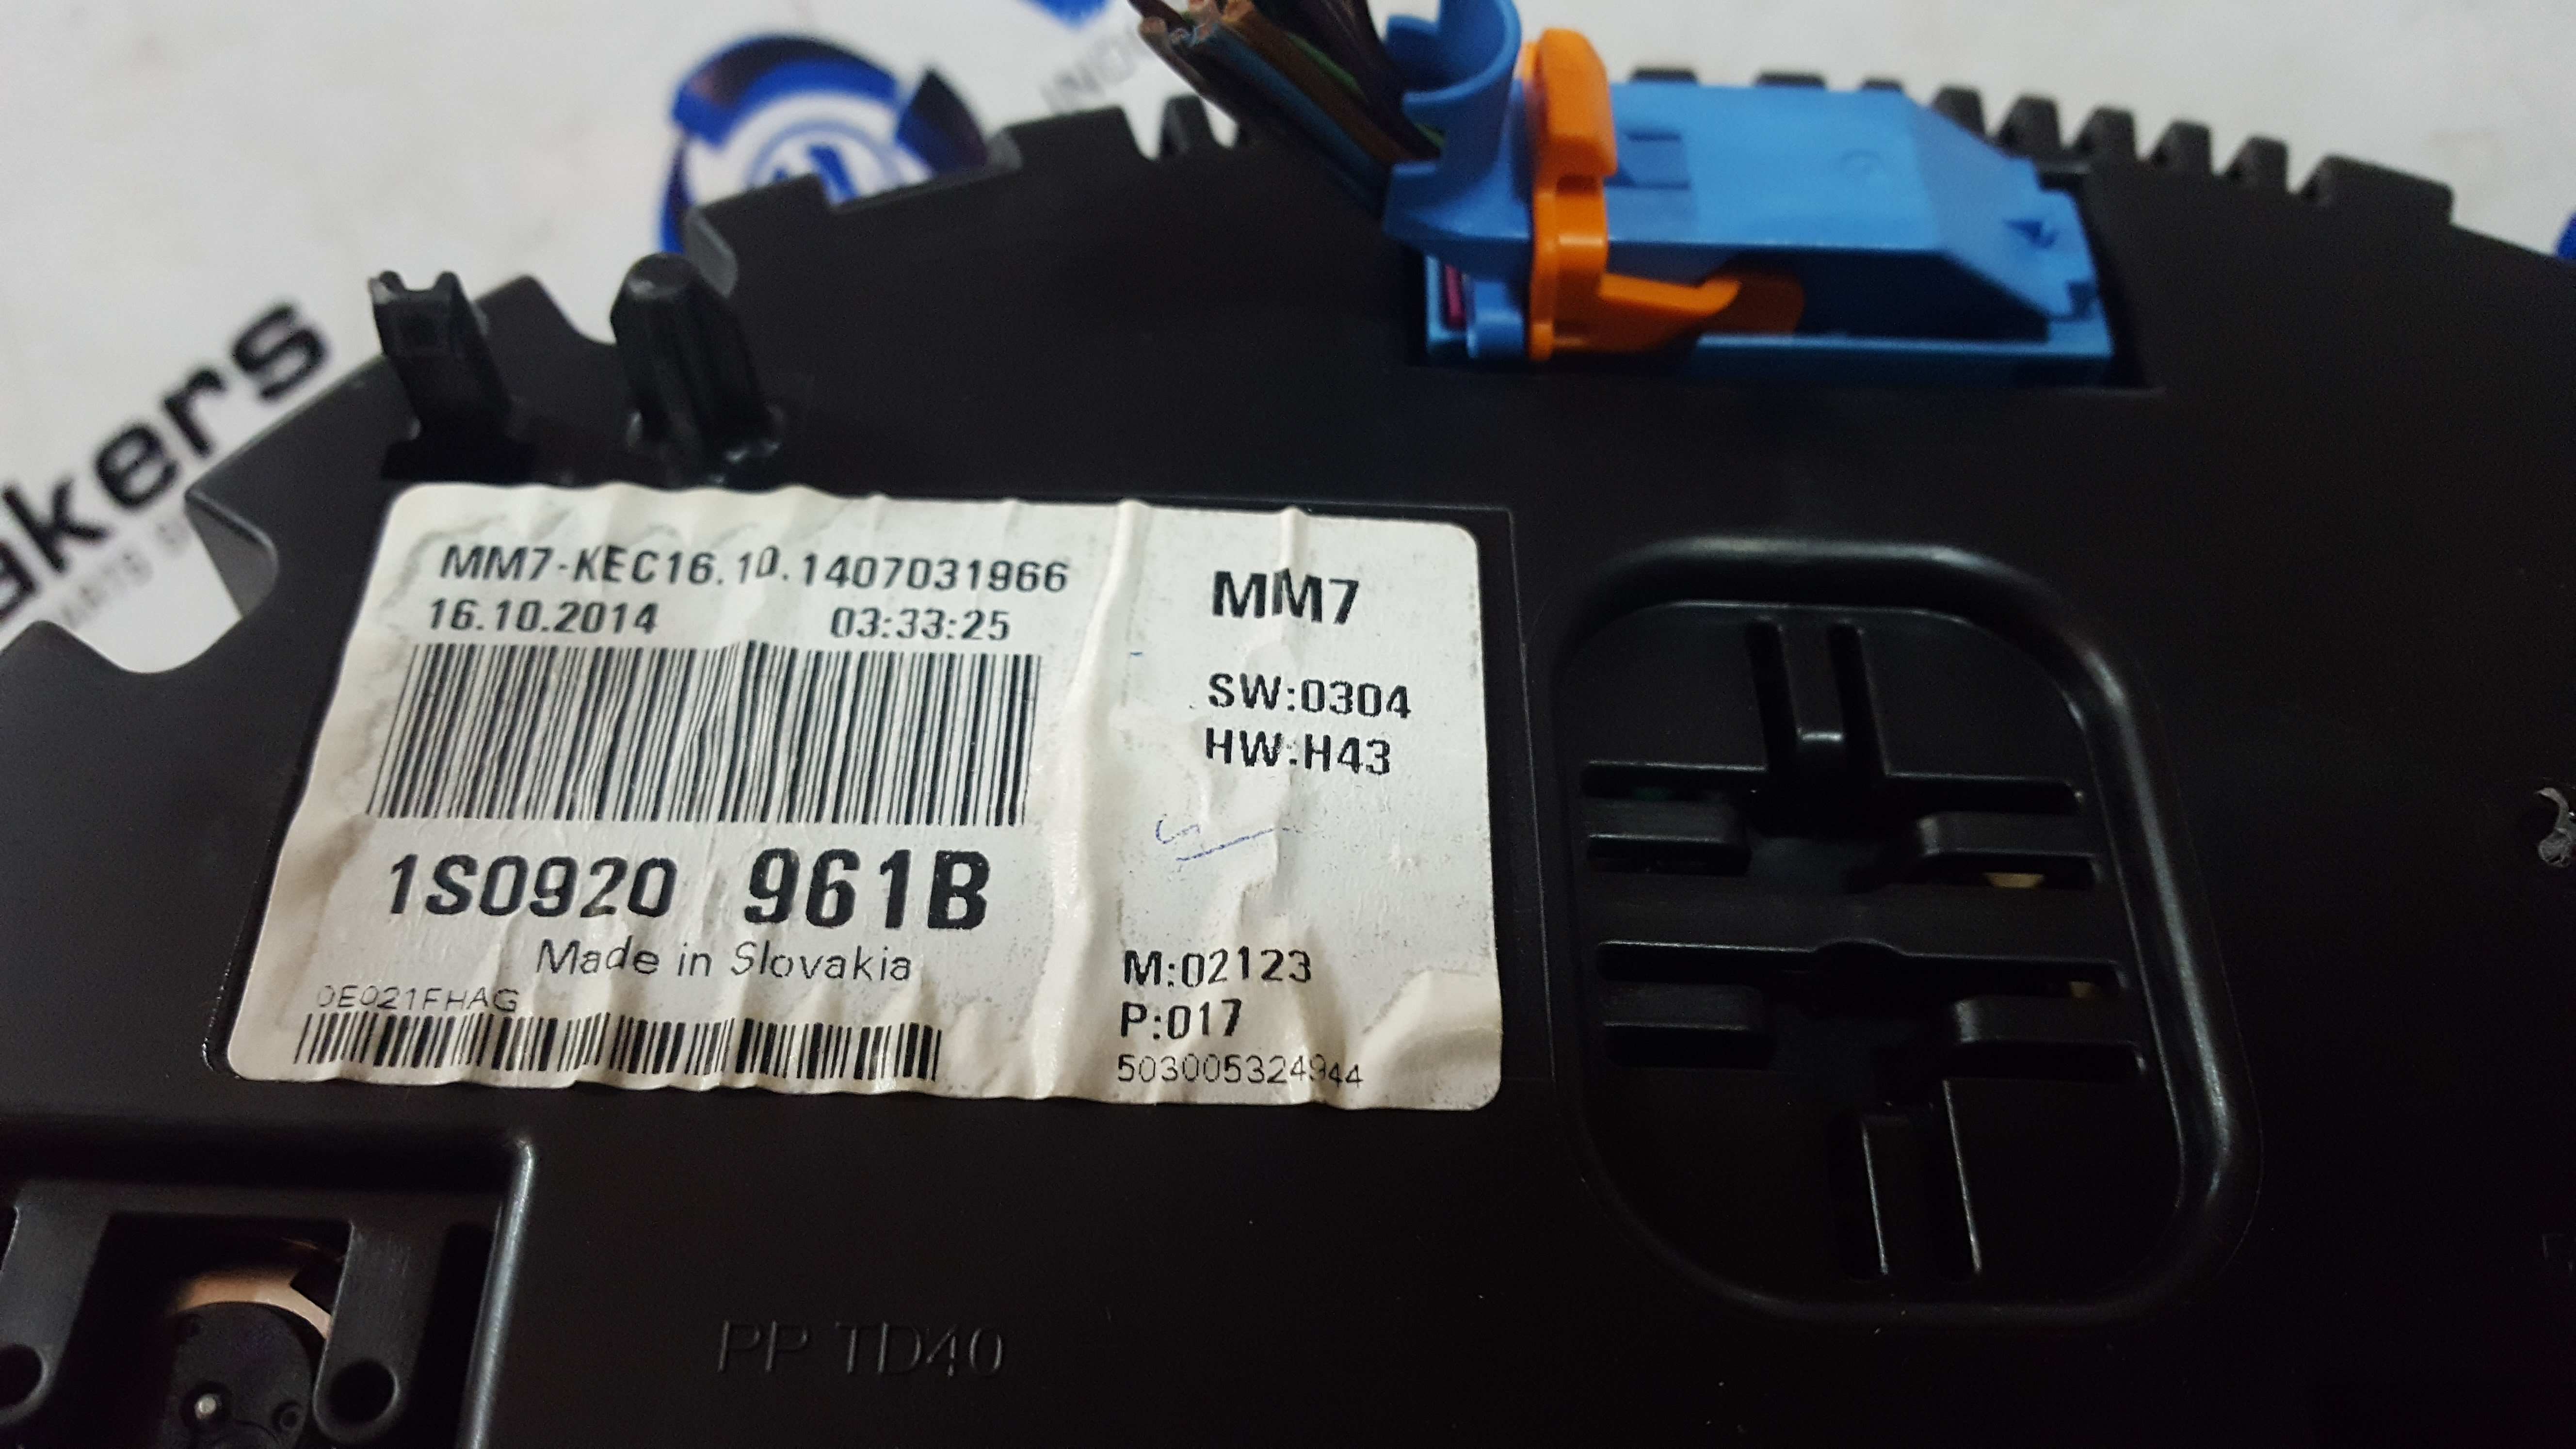 akers
PARTS
MM7-KEC16.10.1407031966
16.10.2014 03:33:25
1S0920 961B
Made in Slovakia
0E021FHAG
MM7
SW:0304
HW:H43
M:02123
P:017
503005324944
PP TD40